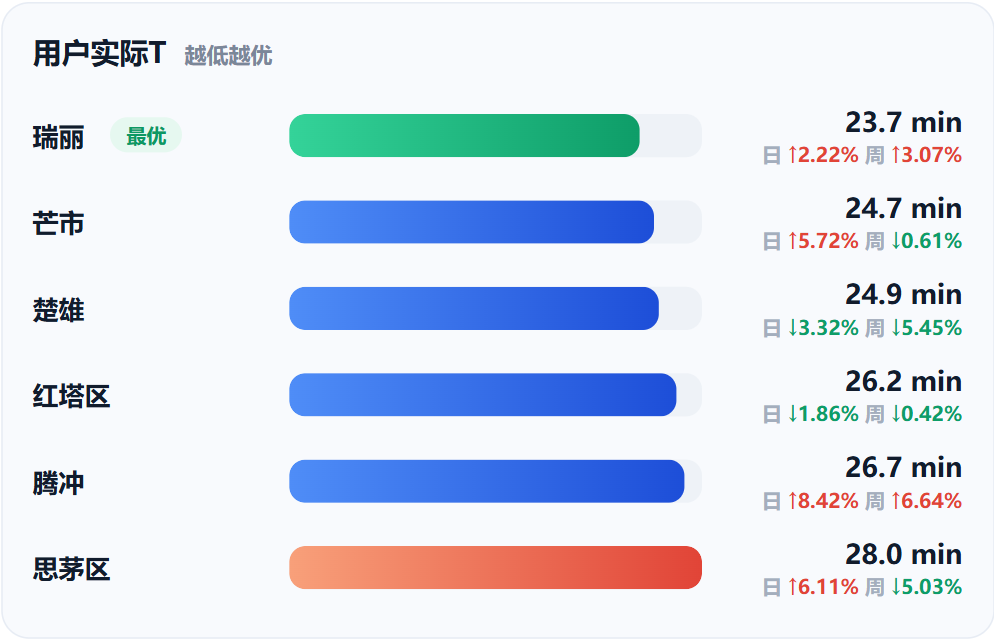 用户实际T 越低越优
瑞丽 最优 23.7 min
日 ↑2.22% 周 ↑3.07%
芒市 24.7 min
日 ↑5.72% 周 ↓0.61%
楚雄 24.9 min
日 ↓3.32% 周 ↓5.45%
红塔区 26.2 min
日 ↓1.86% 周 ↓0.42%
腾冲 26.7 min
日 ↑8.42% 周 ↑6.64%
思茅区 28.0 min
日 ↑6.11% 周 ↓5.03%